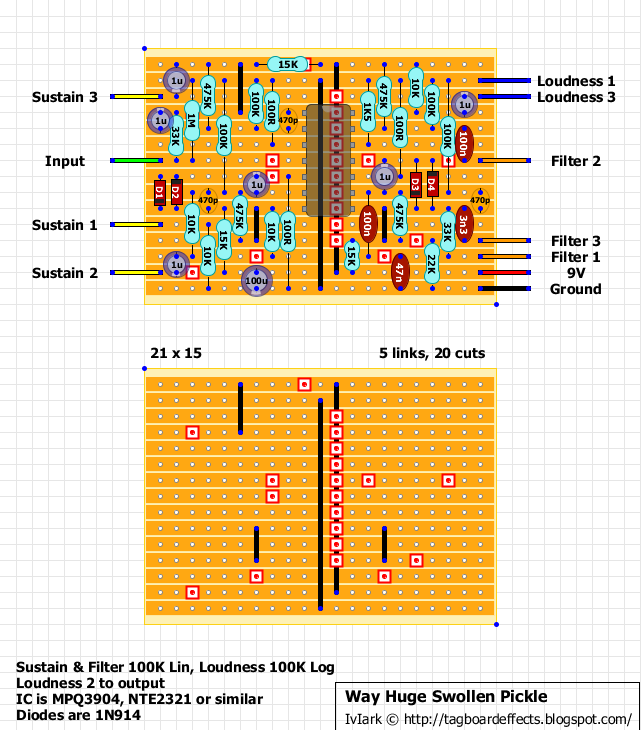 15K
1u
475K
100K
100R
470p
10K
100K
1u
Loudness 1
Sustain 3
Loudness 3
1u
33K
1M
100K
1K5
100R
100K
100n
Input
Filter 2
D1
D2
470p
1u
1u
D3
D4
470p
Sustain 1
10K
10K
15K
475K
10K
100R
100n
475K
33K
3n3
Filter 3
15K
Filter 1
Sustain 2
1u
100u
47n
22K
9V
Ground
21 x 15
5 links, 20 cuts
Sustain & Filter 100K Lin, Loudness 100K Log
Loudness 2 to output
IC is MPQ3904, NTE2321 or similar
Diodes are 1N914
Way Huge Swollen Pickle
IvIark © http://tagboardeffects.blogspot.com/